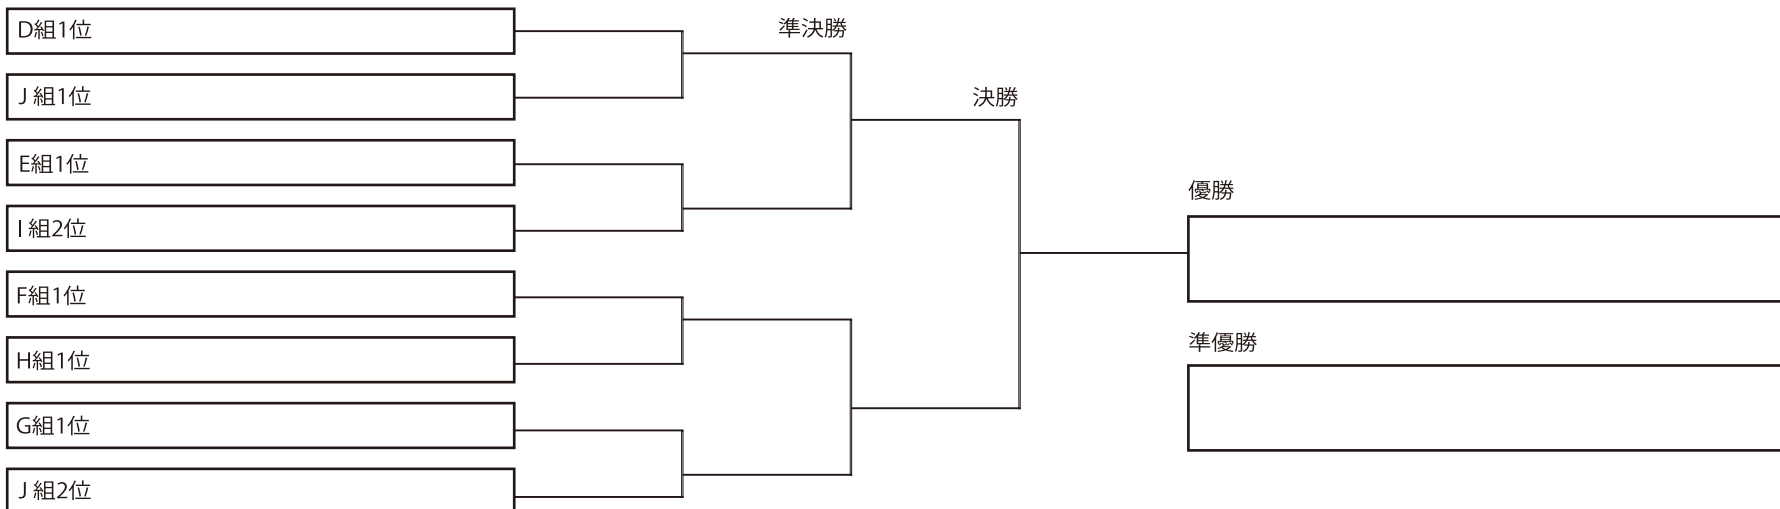 D組1位
J 組1位
E組1位
I 組2位
F組1位
H組1位
G組1位
J 組2位
準決勝
決勝
優勝
準優勝